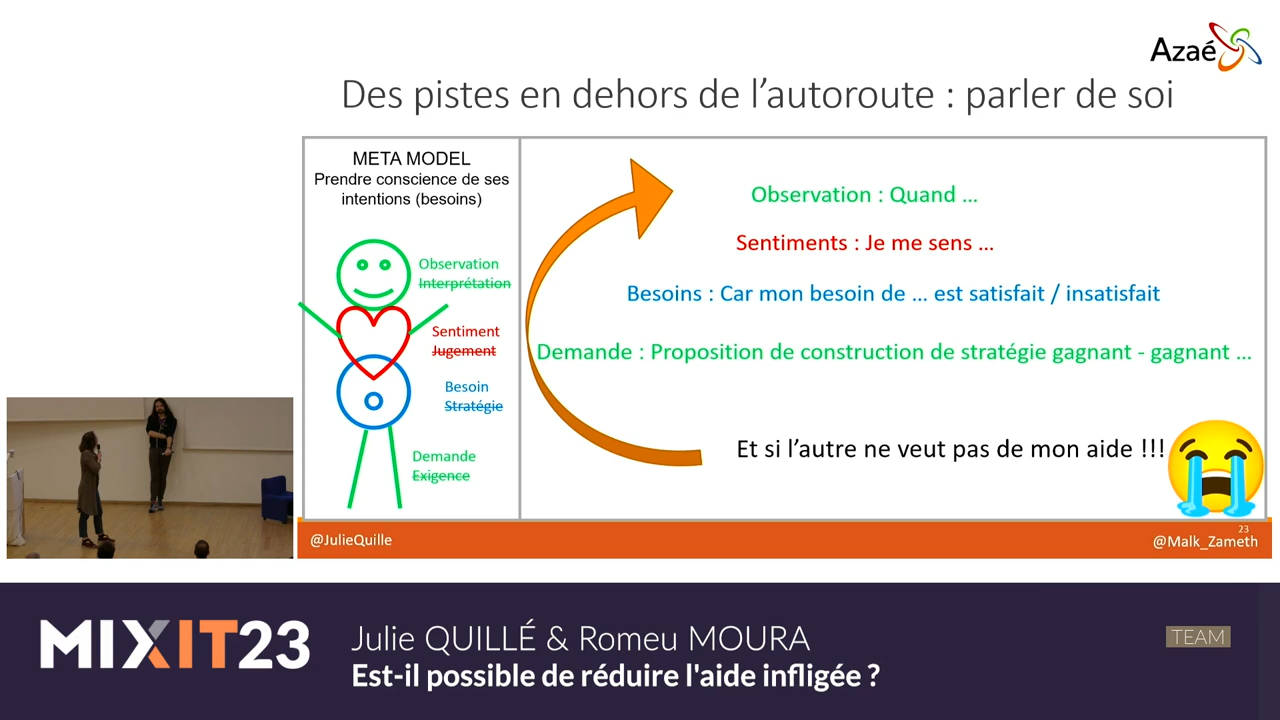 Azaé
Des pistes en dehors de l'autoroute : parler de soi
META MODEL
Prendre conscience de ses
intentions (besoins)
Observation
Interprétation
Sentiment
Jugement
Besoin
Stratégie
Demande
Exigence
Observation : Quand ...
Sentiments : Je me sens ...
Besoins : Car mon besoin de ... est satisfait / insatisfait
Demande : Proposition de construction de stratégie gagnant - gagnant ...
Et si l'autre ne veut pas de mon aide !!!
23
@JulieQuille
@Malk_Zameth
MIXIT23
Julie QUILLÉ & Romeu MOURA
TEAM
Est-il possible de réduire l'aide infligée ?